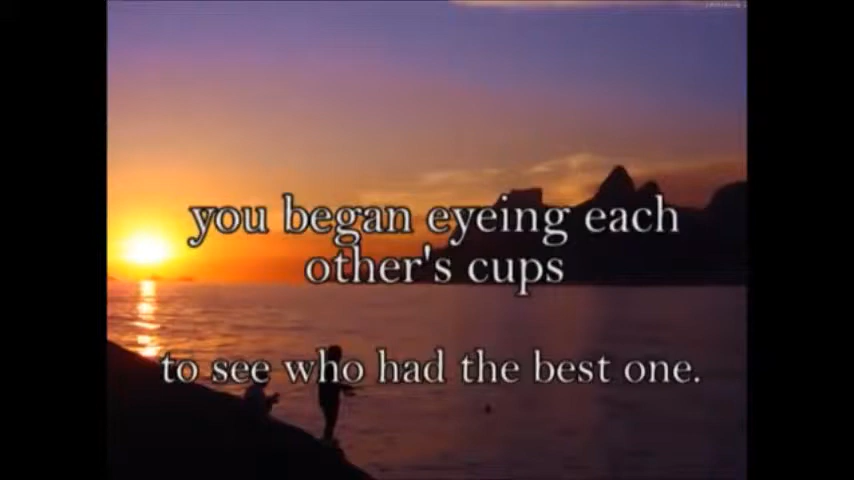 you began eyeing each
other's cups
to see who had the best one.